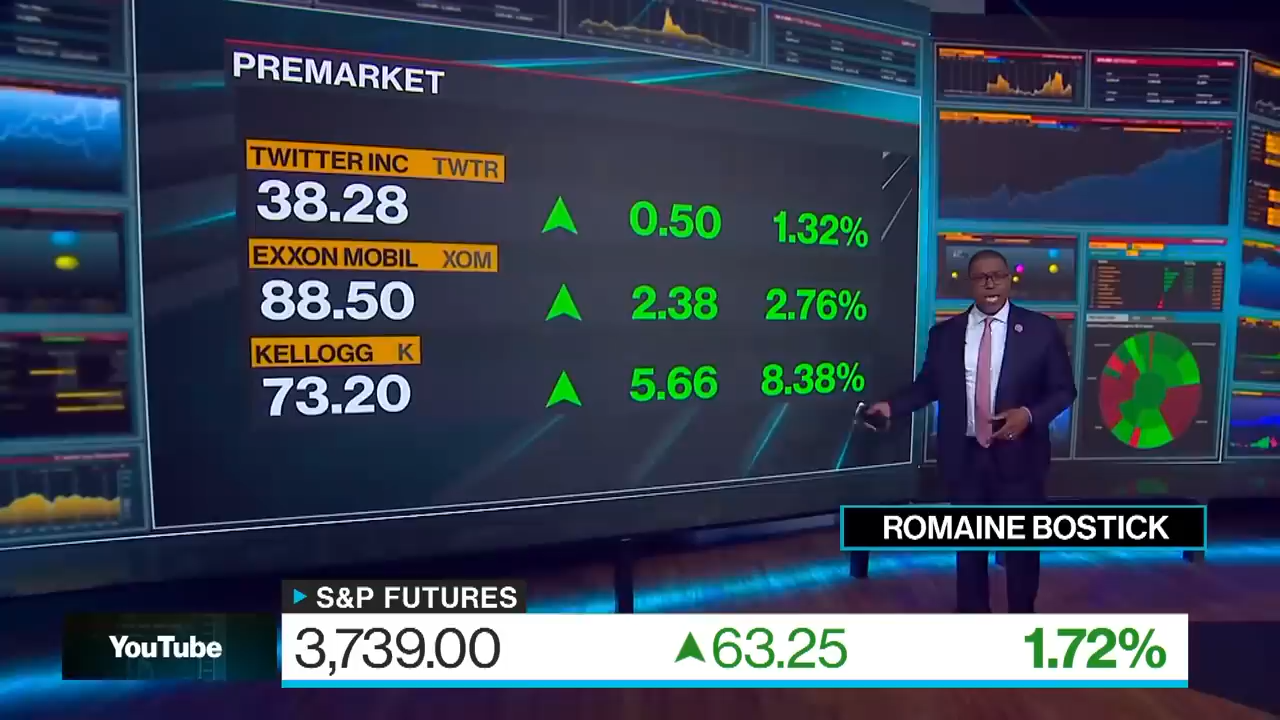 PREMARKET
TWITTER INC TWTR
38.28 0.50 1.32%
EXXON MOBIL XOM
88.50 2.38 2.76%
KELLOGG K
73.20 5.66 8.38%
ROMAINE BOSTICK
S&P FUTURES
YouTube
3,739.00 63.25 1.72%